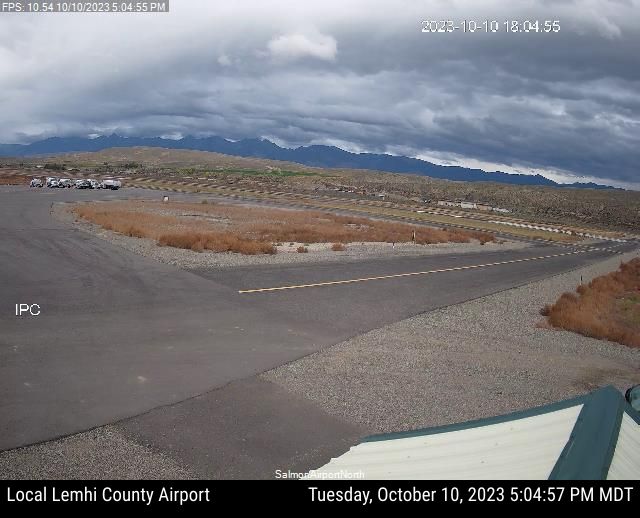 FPS: 10.54 10/10/2023 5:04:55 PM
2023-10-10 18:04:55
IPC
SalmonAirportNorth
Local Lemhi County Airport Tuesday, October 10, 2023 5:04:57 PM MDT